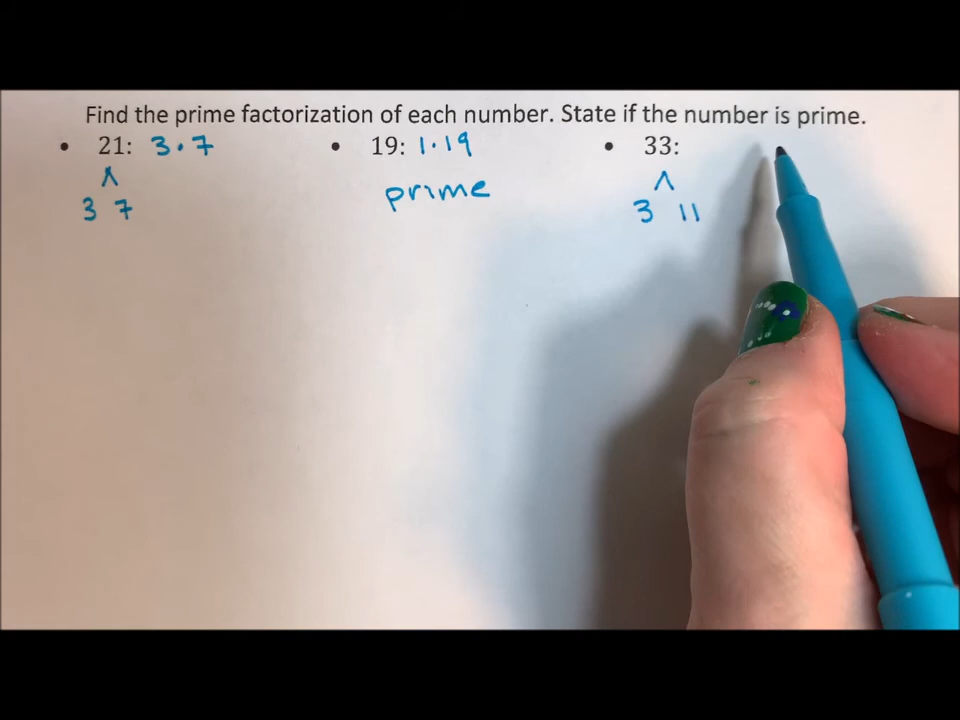 Find the prime factorization of each number. State if the number is prime.
• 21: 3·7 • 19: 1·19 • 33:
prime
3 7 3 11